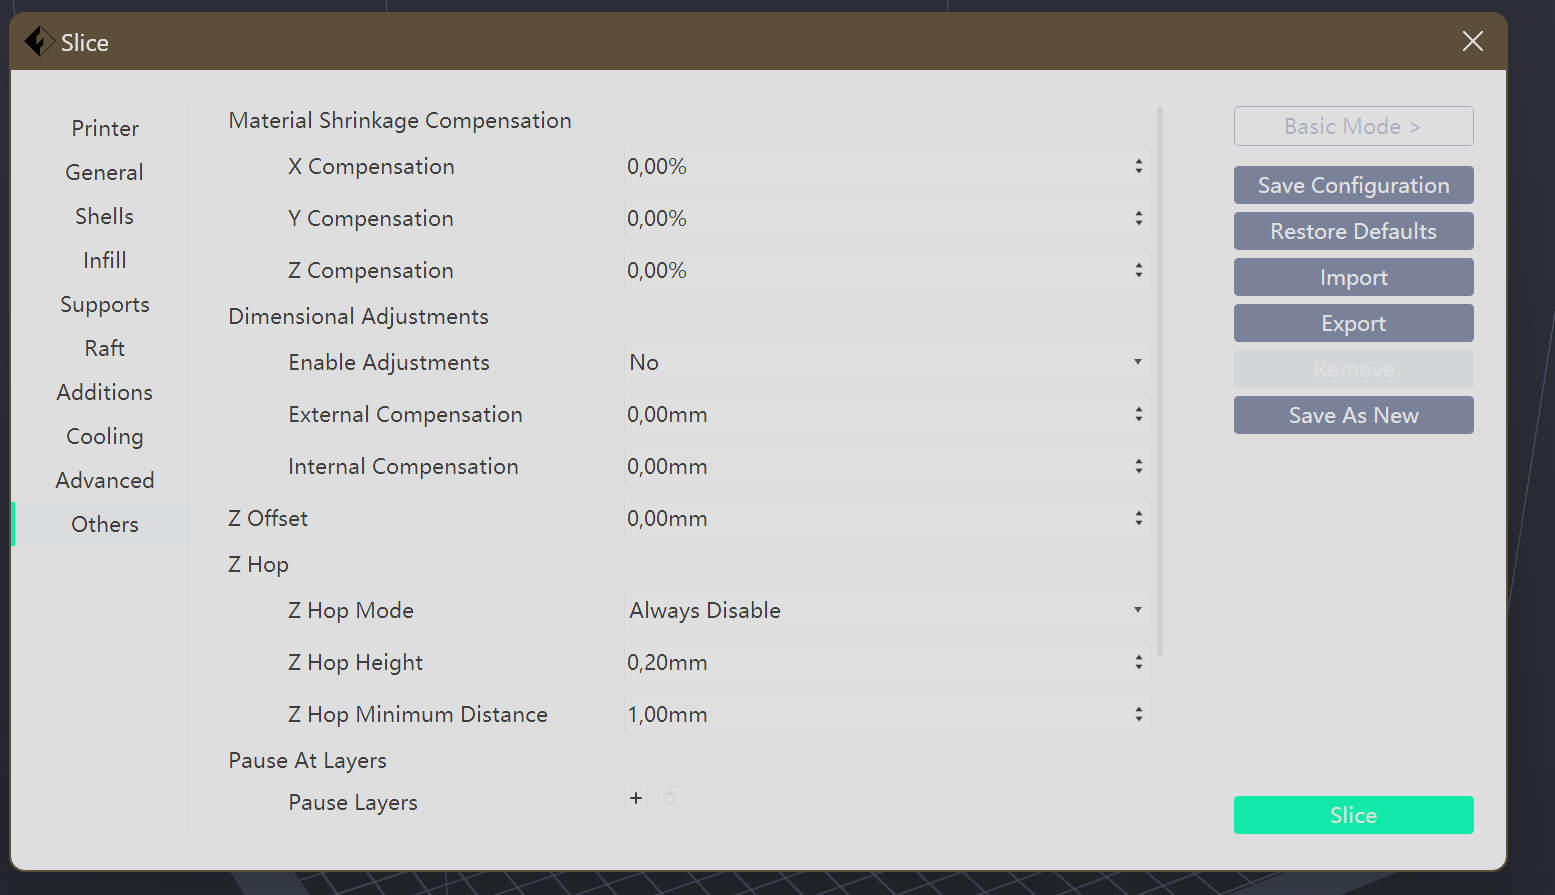 Slice
Printer
General
Shells
Infill
Supports
Raft
Additions
Cooling
Advanced
Others
Material Shrinkage Compensation
X Compensation 0,00%
Y Compensation 0,00%
Z Compensation 0,00%
Dimensional Adjustments
Enable Adjustments No
External Compensation 0,00mm
Internal Compensation 0,00mm
Z Offset 0,00mm
Z Hop
Z Hop Mode Always Disable
Z Hop Height 0,20mm
Z Hop Minimum Distance 1,00mm
Pause At Layers
Pause Layers +
Basic Mode >
Save Configuration
Restore Defaults
Import
Export
Remove
Save As New
Slice